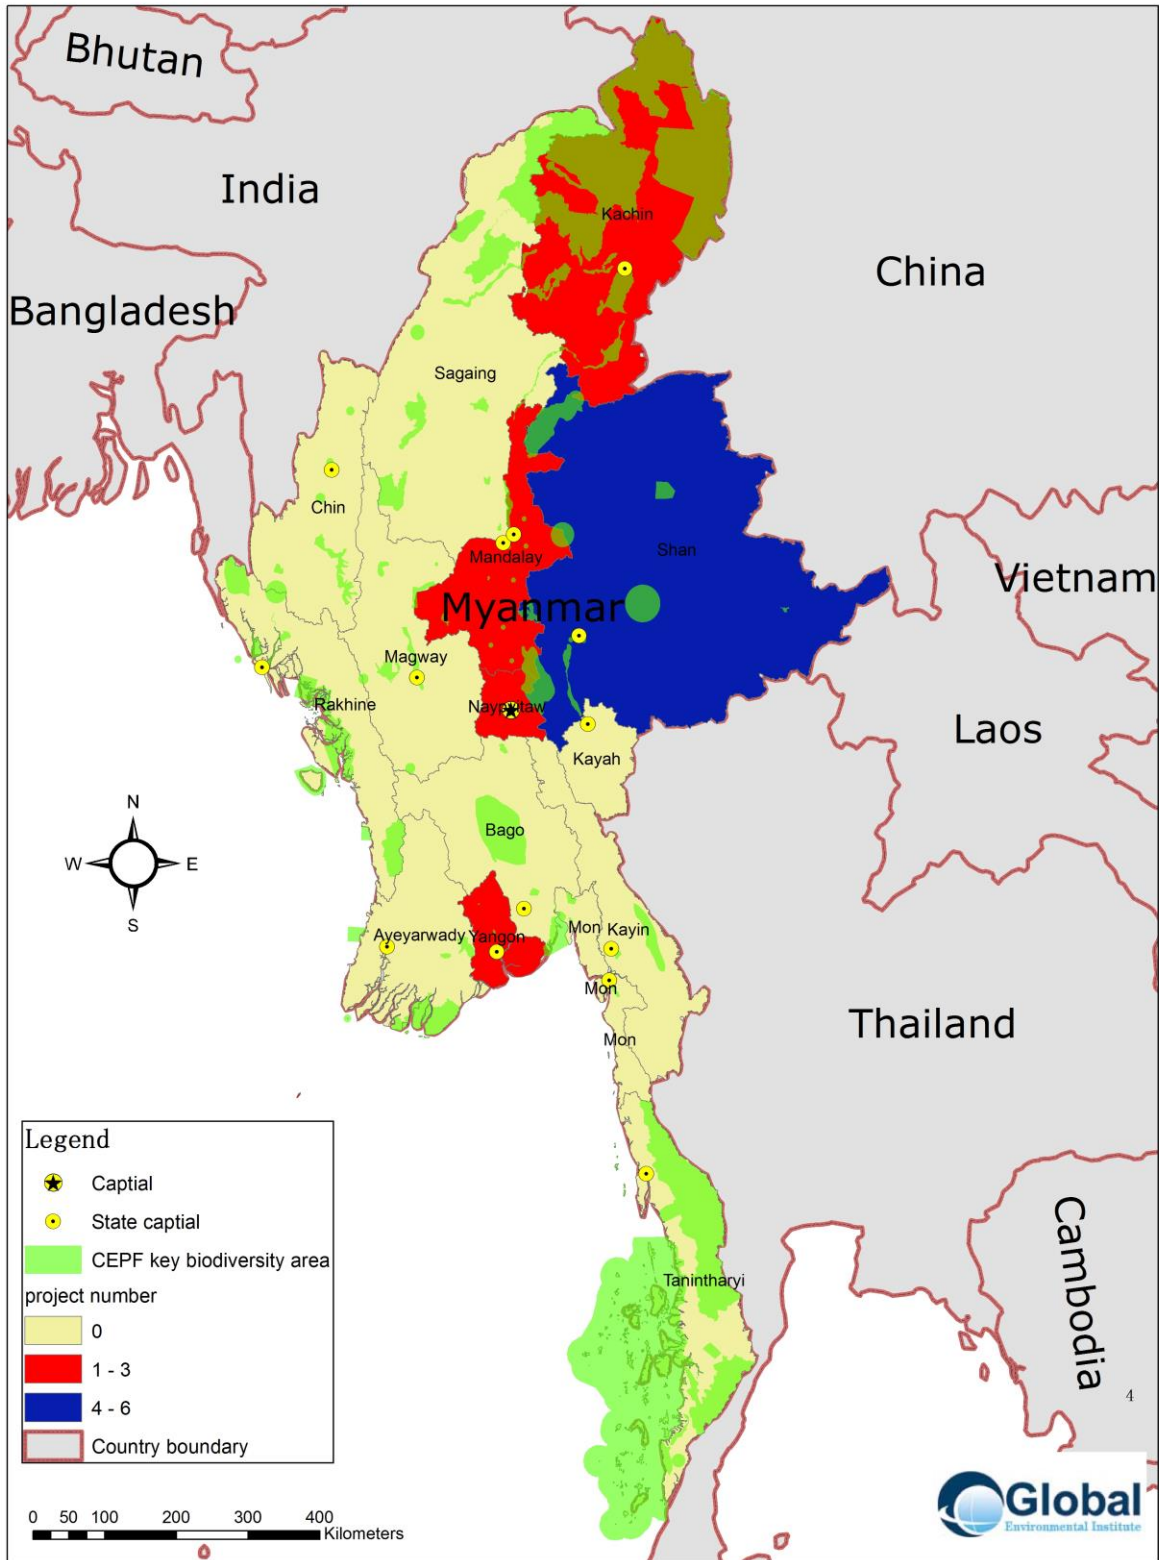 Bhutan
India
China
Bangladesh
Kachin
Sagaing
Chin
Mandalay
Shan
Vietnam
Myanmar
Magway
Rakhine
Naypyitaw
Laos
Kayah
N
W E
S
Bago
Ayeyarwady
Yangon
Mon
Kayin
Mon
Mon
Thailand
Tanintharyi
Cambodia
Legend
Captial
State captial
CEPF key biodiversity area
project number
0
1 - 3
4 - 6
Country boundary
4
0 50 100 200 300 400
Kilometers
Global
Environmental Institute